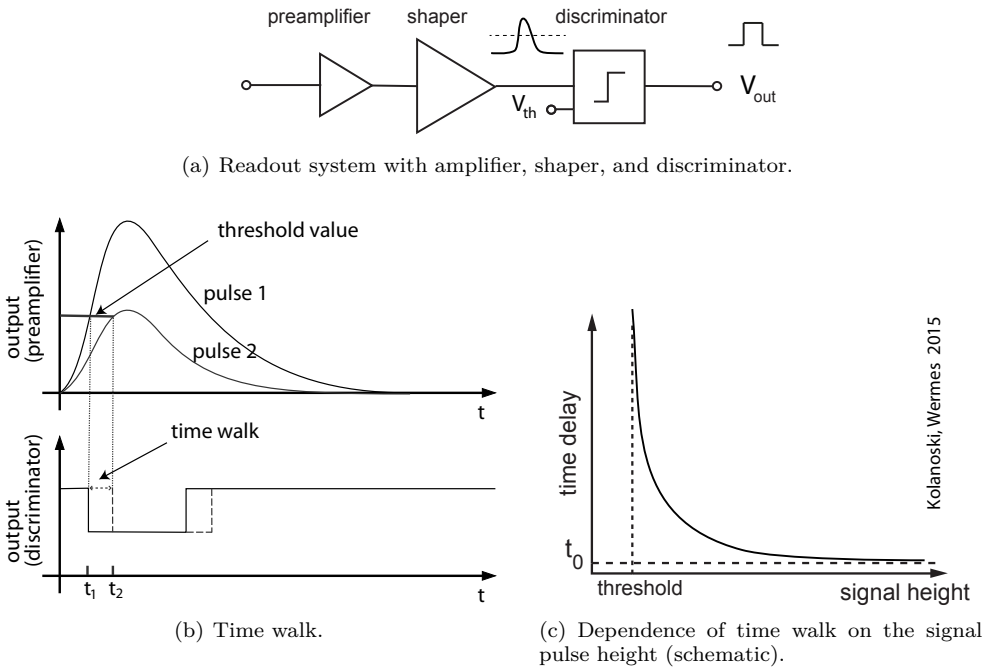 preamplifier shaper discriminator
V_th
V_out
(a) Readout system with amplifier, shaper, and discriminator.
output
(preamplifier)
threshold value
pulse 1
pulse 2
t
output
(discriminator)
time walk
t_1 t_2
t
(b) Time walk.
time delay
t_0
threshold
signal height
Kolanoski, Wermes 2015
(c) Dependence of time walk on the signal
pulse height (schematic).